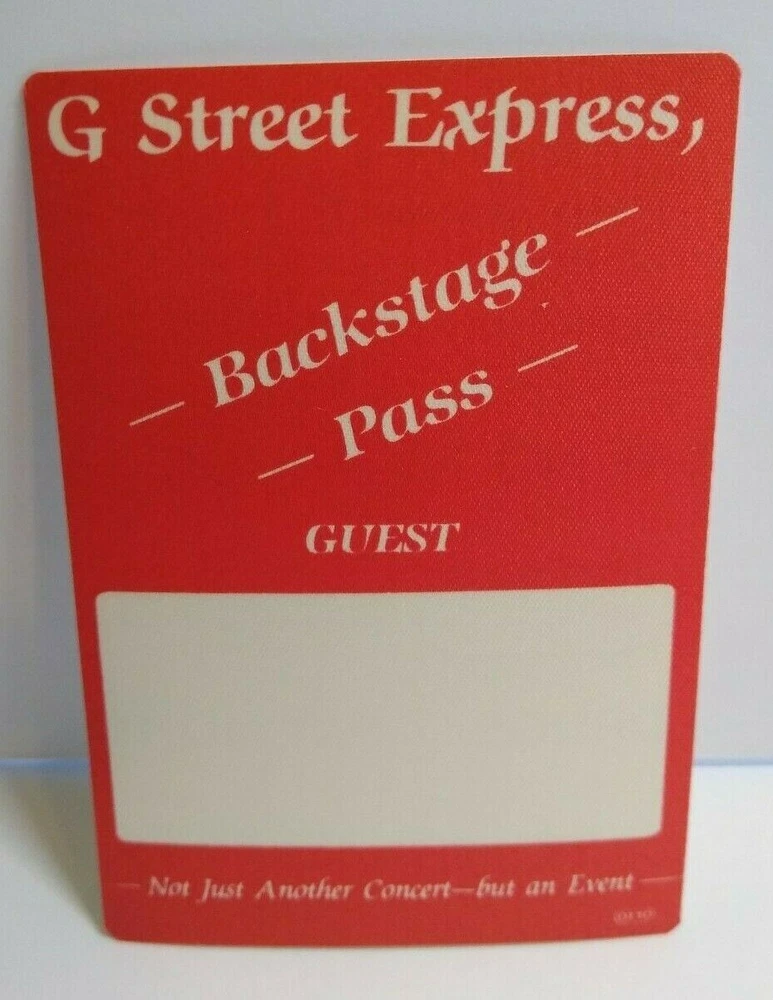 G Street Express,
— Backstage —
— Pass —
GUEST
— Not Just Another Concert—but an Event —